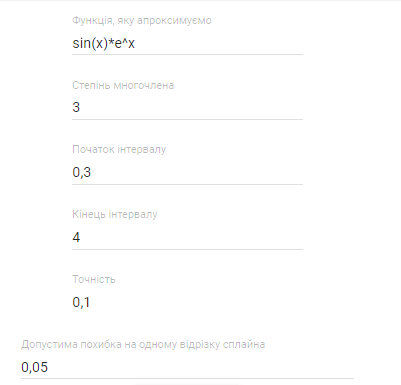 Функція, яку апроксимуємо
sin(x)*e^x
Степінь многочлена
3
Початок інтервалу
0,3
Кінець інтервалу
4
Точність
0,1
Допустима похибка на одному відрізку сплайна
0,05